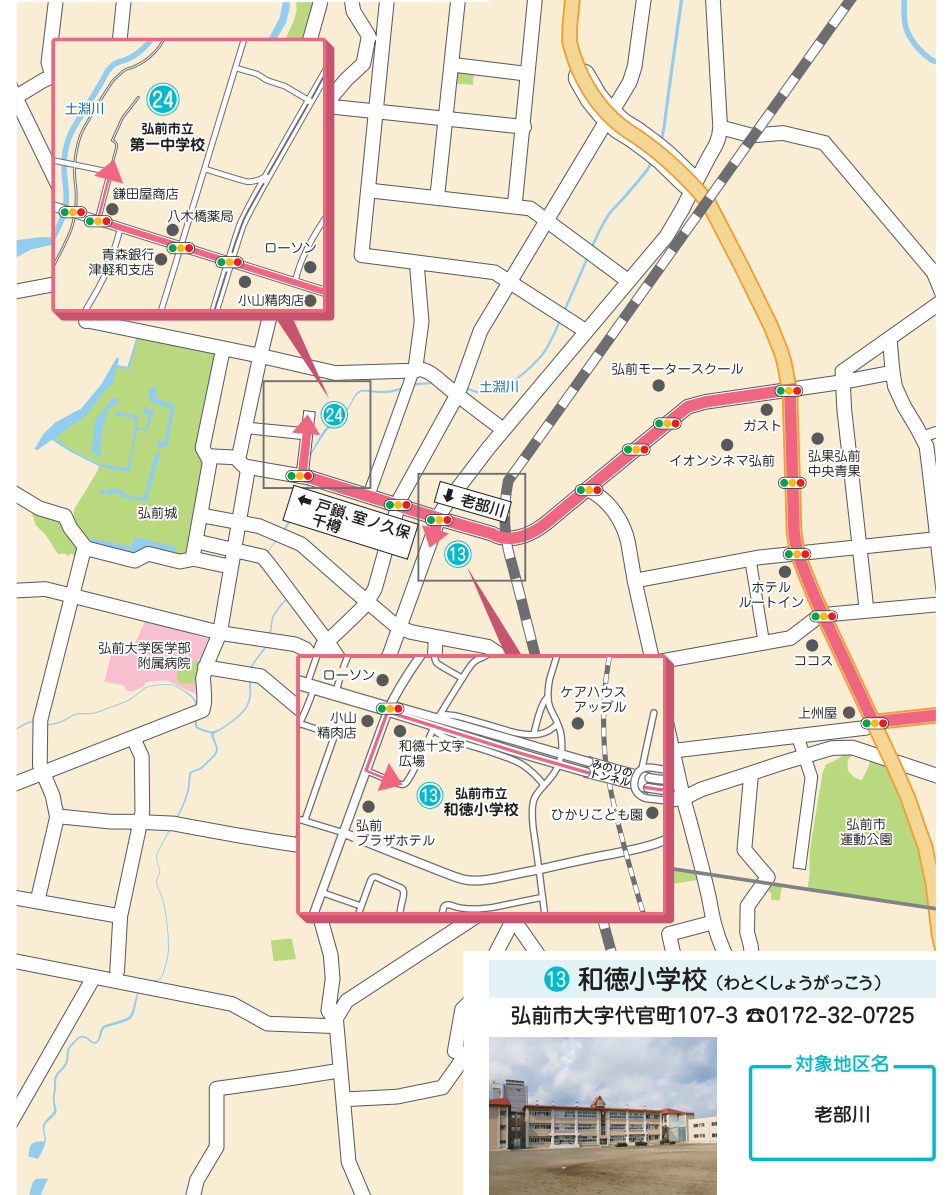 土淵川
24
弘前市立
第一中学校
鎌田屋商店
八木橋薬局
青森銀行
津軽和支店
ローソン
小山精肉店
土淵川
24
弘前モータースクール
ガスト
イオンシネマ弘前
弘果弘前
中央青果
弘前城
戸鎖、室ノ久保
千樽
老部川
13
ホテル
ルートイン
ココス
弘前大学医学部
附属病院
上州屋
ローソン
小山
精肉店
和徳十文字
広場
ケアハウス
アップル
みのりの
トンネル
13
弘前市立
和徳小学校
ひかりこども園
弘前
プラザホテル
弘前市
運動公園
13 和徳小学校（わとくしょうがっこう）
弘前市大字代官町107-3 ☎0172-32-0725
対象地区名
老部川